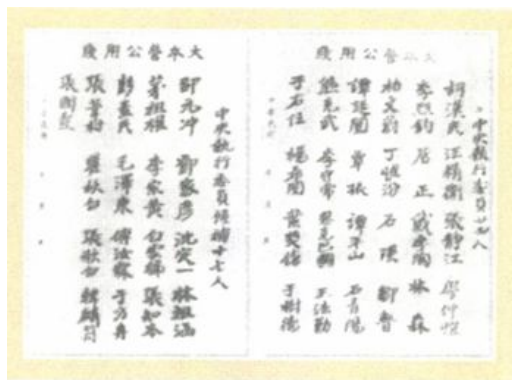 大本營公用牋
中央執行委員廿四人
胡漢民 汪精衛 張靜江 廖仲愷
李烈鈞 居正 戴季陶 林森
柏文蔚 丁惟汾 石瑛 鄒魯
譚延闓 覃振 譚平山 石青陽
熊克武 李守常 恩克巴圖 王法勤
于右任 楊希閔 葉楚傖 于樹德
大本營公用牋
中央執行委員候補十七人
邵元冲 鄧家彥 沈定一 林祖涵
茅祖權 李宗黃 白雲梯 張知本
彭素民 毛澤東 傅汝霖 于方舟
張葦村 瞿秋白 張秋白 韓麟符
張國燾